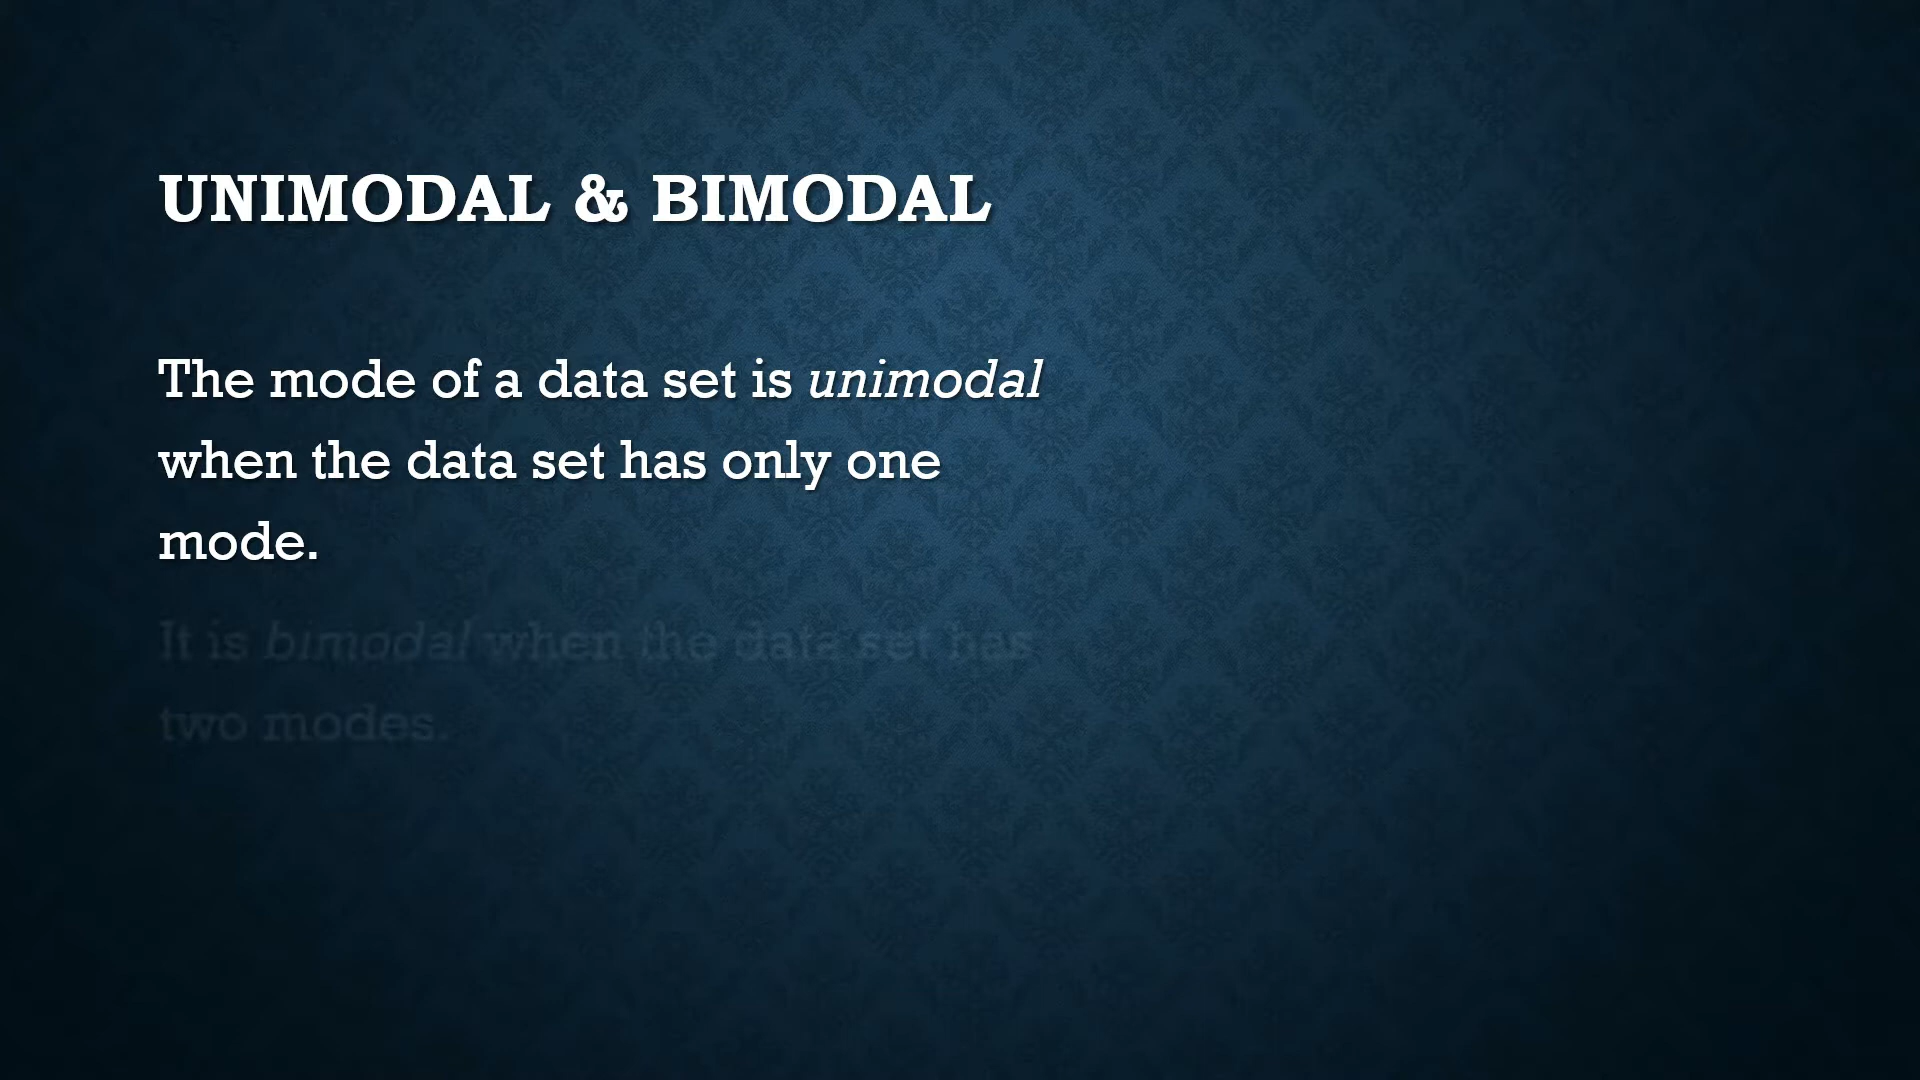 UNIMODAL & BIMODAL
The mode of a data set is unimodal
when the data set has only one
mode.
It is bimodal when the data set has
two modes.